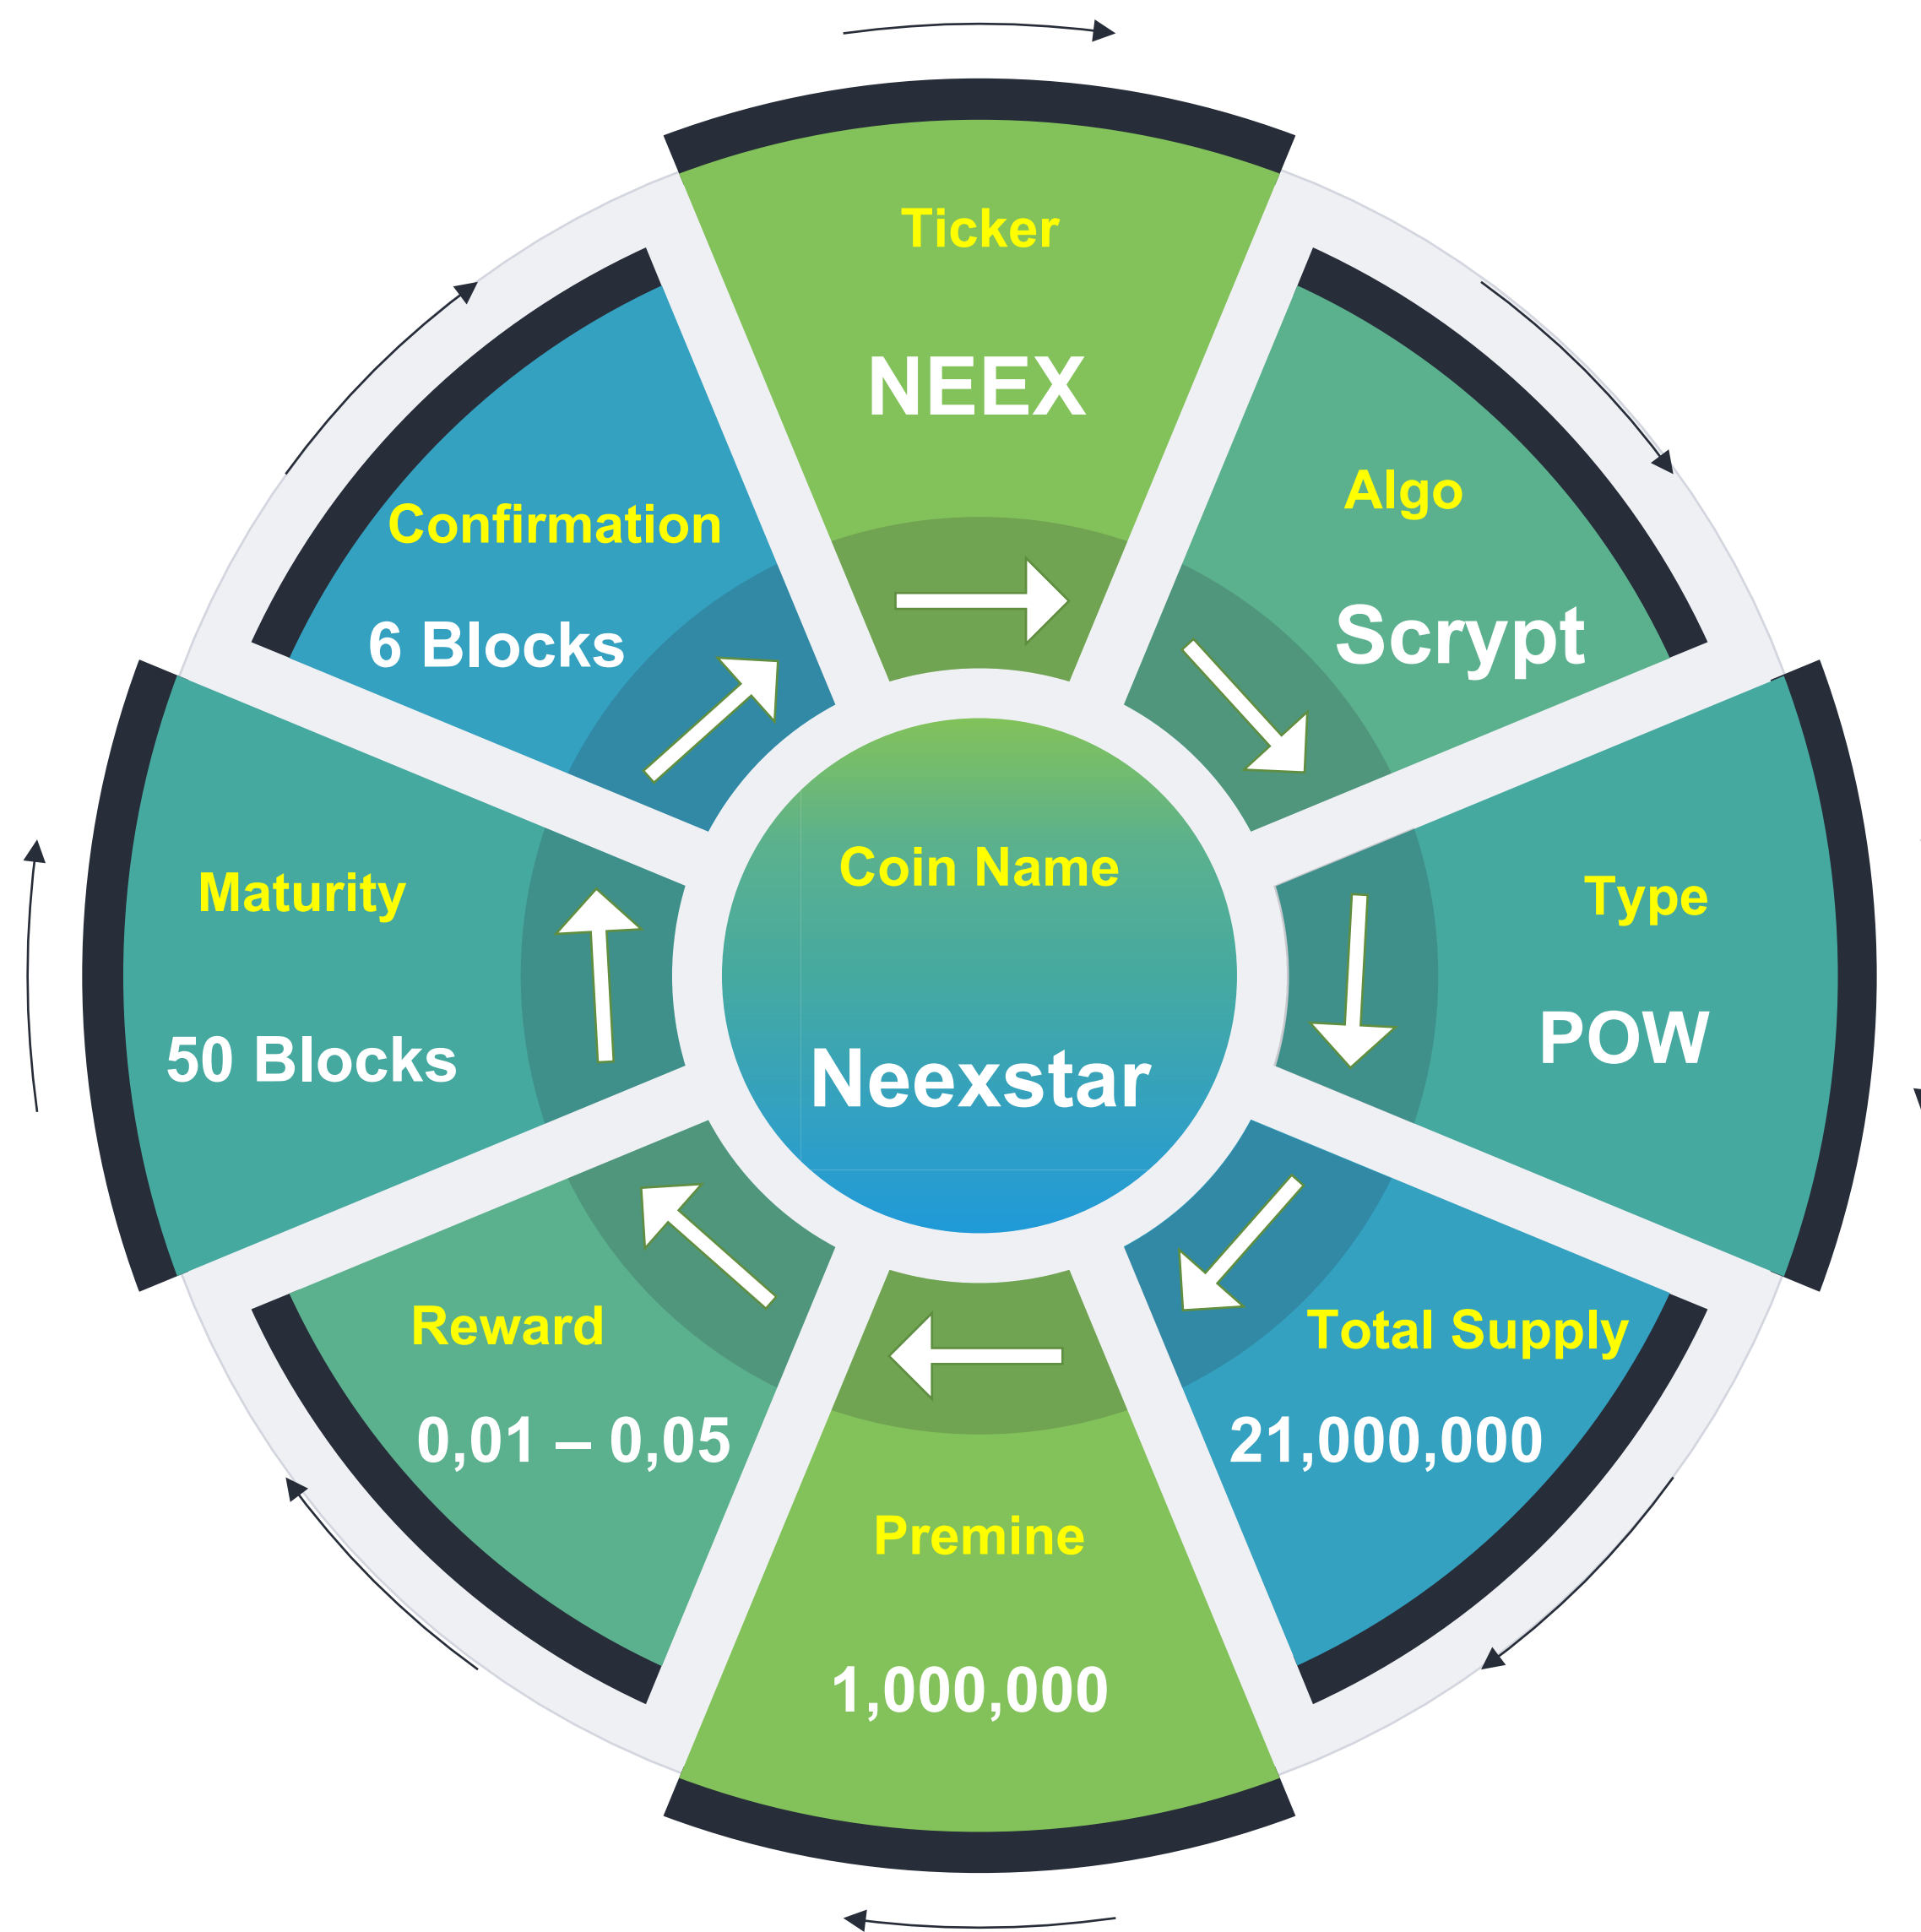 Ticker
NEEX
Algo
Scrypt
Type
POW
Total Supply
21,000,000
Premine
1,000,000
Reward
0,01 – 0,05
Maturity
50 Blocks
Confirmation
6 Blocks
Coin Name
Neexstar